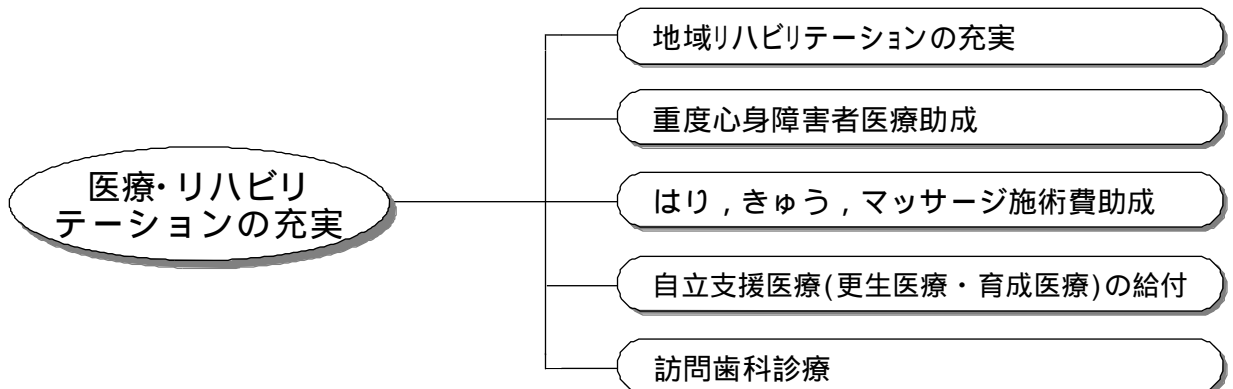 医療・リハビリ
テーションの充実
地域リハビリテーションの充実
重度心身障害者医療助成
はり，きゅう，マッサージ施術費助成
自立支援医療(更生医療・育成医療)の給付
訪問歯科診療